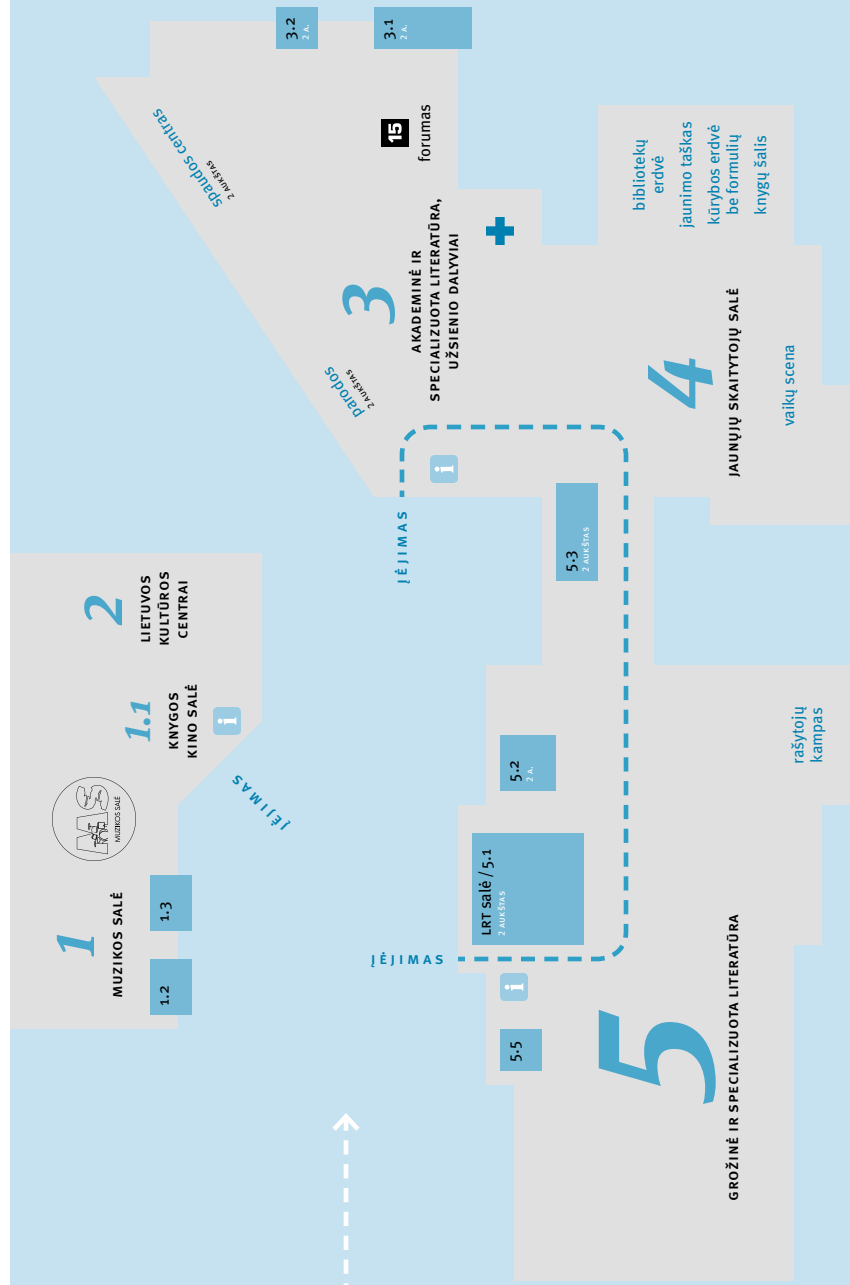 1
MUZIKOS SALĖ
1.2
1.3
MS
MUZIKOS SALĖ
1.1
KNYGOS
KINO SALĖ
i
2
LIETUVOS
KULTŪROS
CENTRAI
ĮĖJIMAS
ĮĖJIMAS
ĮĖJIMAS
spaudos centras
2 AUKŠTAS
parodos
2 AUKŠTAS
3
AKADEMINĖ IR
SPECIALIZUOTA LITERATŪRA,
UŽSIENIO DALYVIAI
i
3.2
2 A.
3.1
2 A.
15
forumas
bibliotekų
erdvė
jaunimo taškas
kūrybos erdvė
be formulių
knygų šalis
4
JAUNŲJŲ SKAITYTOJŲ SALĖ
vaikų scena
5.3
2 AUKŠTAS
5.2
2 A.
LRT salė / 5.1
2 AUKŠTAS
i
5.5
5
GROŽINĖ IR SPECIALIZUOTA LITERATŪRA
rašytojų
kampas